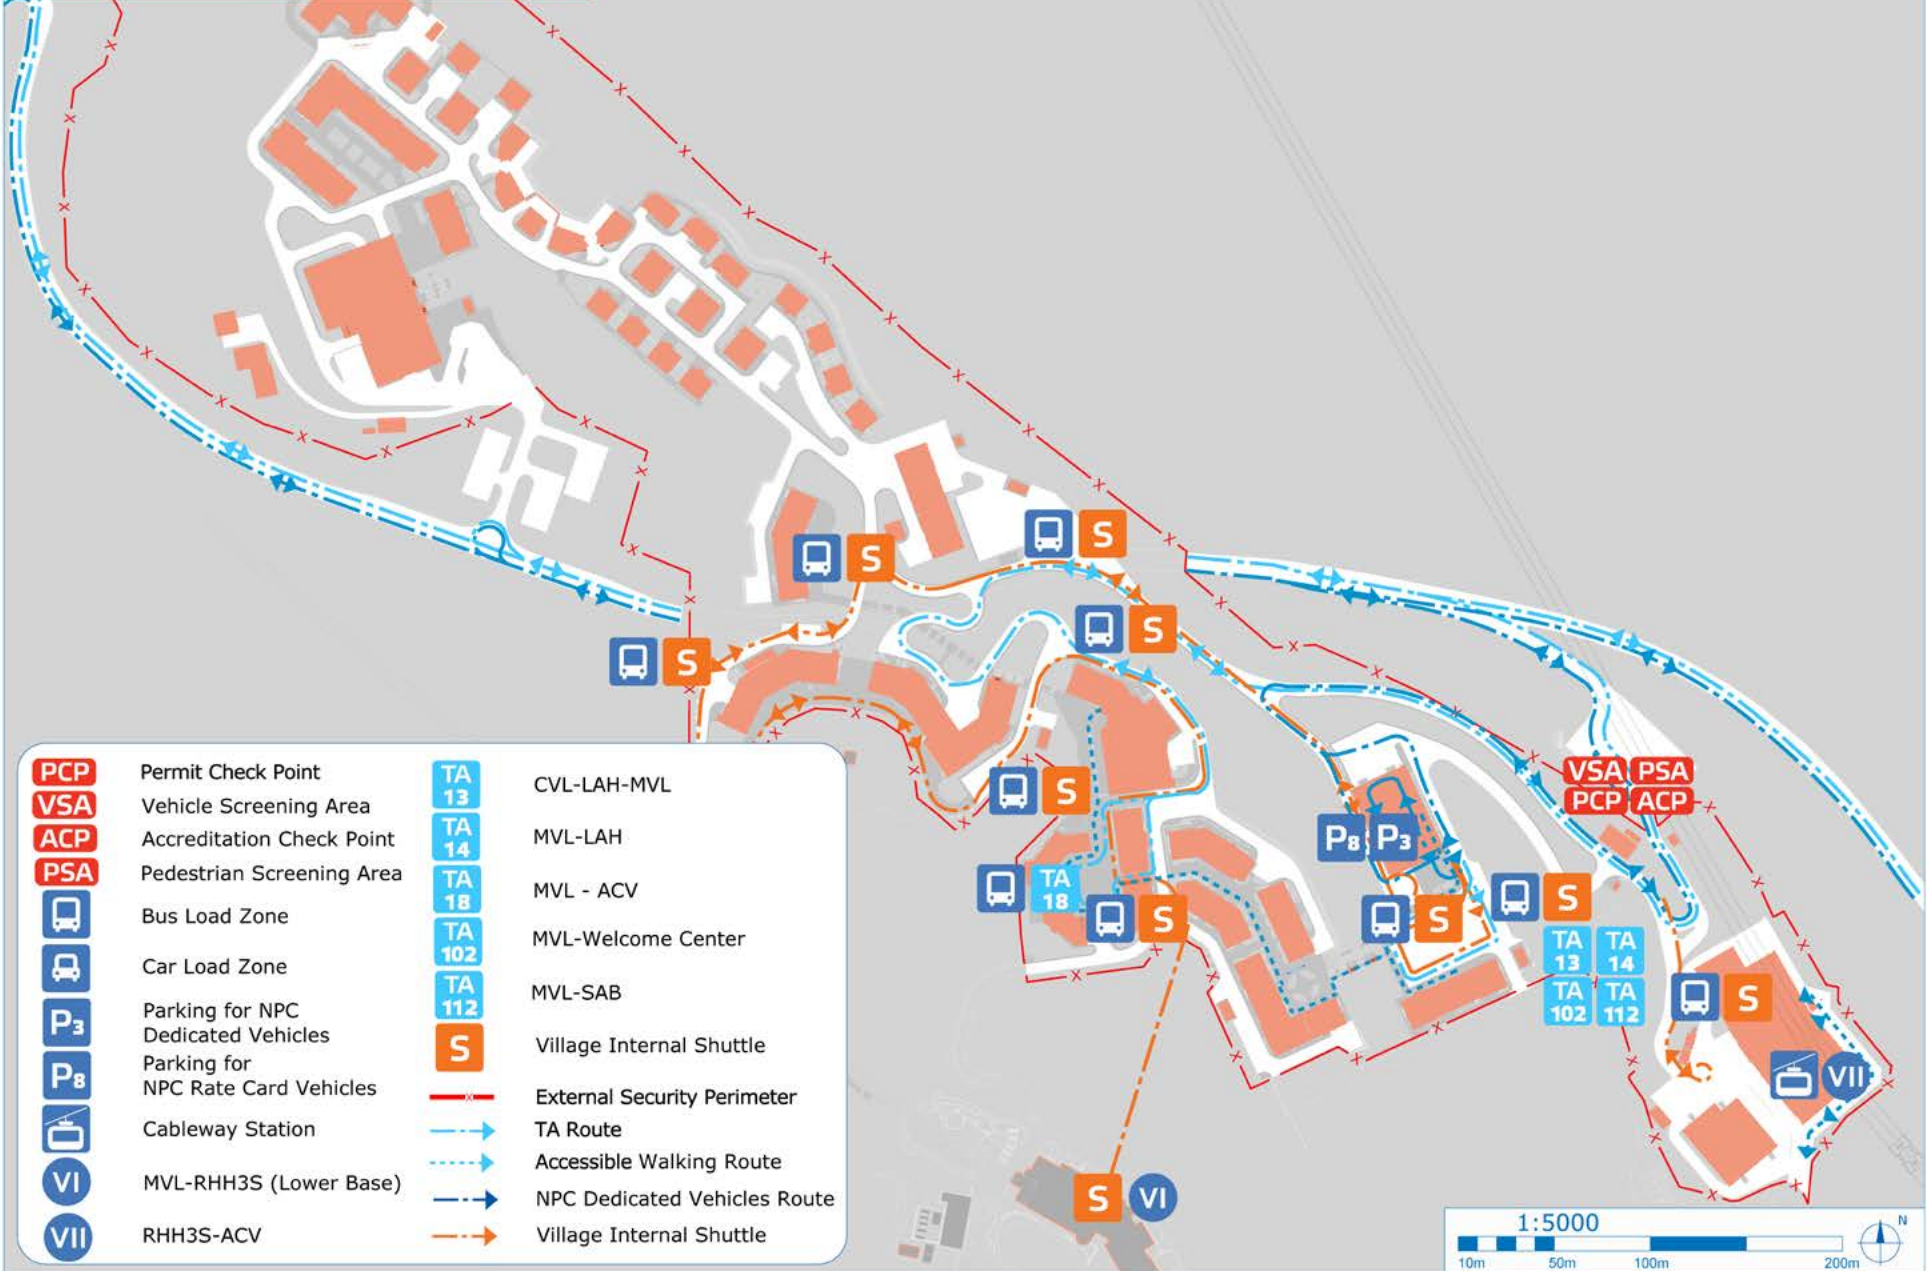 S
S
S
S
S
VSA PSA
PCP ACP
S
P8 P3
TA
18
S
S
S
TA
13
TA
14
TA
102
TA
112
S
VII
S VI
PCP Permit Check Point
VSA Vehicle Screening Area
ACP Accreditation Check Point
PSA Pedestrian Screening Area
Bus Load Zone
Car Load Zone
P3 Parking for NPC
Dedicated Vehicles
P8 Parking for
NPC Rate Card Vehicles
Cableway Station
VI MVL-RHH3S (Lower Base)
VII RHH3S-ACV
TA
13 CVL-LAH-MVL
TA
14 MVL-LAH
TA
18 MVL - ACV
TA
102 MVL-Welcome Center
TA
112 MVL-SAB
S Village Internal Shuttle
External Security Perimeter
TA Route
Accessible Walking Route
NPC Dedicated Vehicles Route
Village Internal Shuttle
1:5000
N
10m 50m 100m 200m